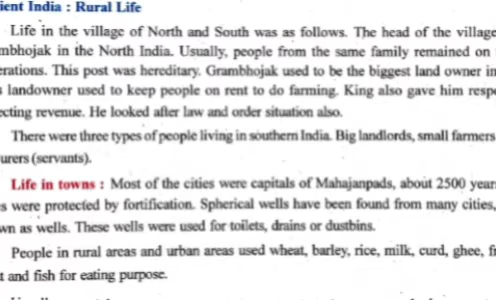 ient India : Rural Life
Life in the village of North and South was as follows. The head of the village
mbhojak in the North India. Usually, people from the same family remained on
erations. This post was hereditary. Grambhojak used to be the biggest land owner in
s landowner used to keep people on rent to do farming. King also gave him respo
ecting revenue. He looked after law and order situation also.
There were three types of people living in southern India. Big landlords, small farmers
urers (servants).
Life in towns : Most of the cities were capitals of Mahajanpads, about 2500 year
s were protected by fortification. Spherical wells have been found from many cities,
wn as wells. These wells were used for toilets, drains or dustbins.
People in rural areas and urban areas used wheat, barley, rice, milk, curd, ghee, fr
t and fish for eating purpose.